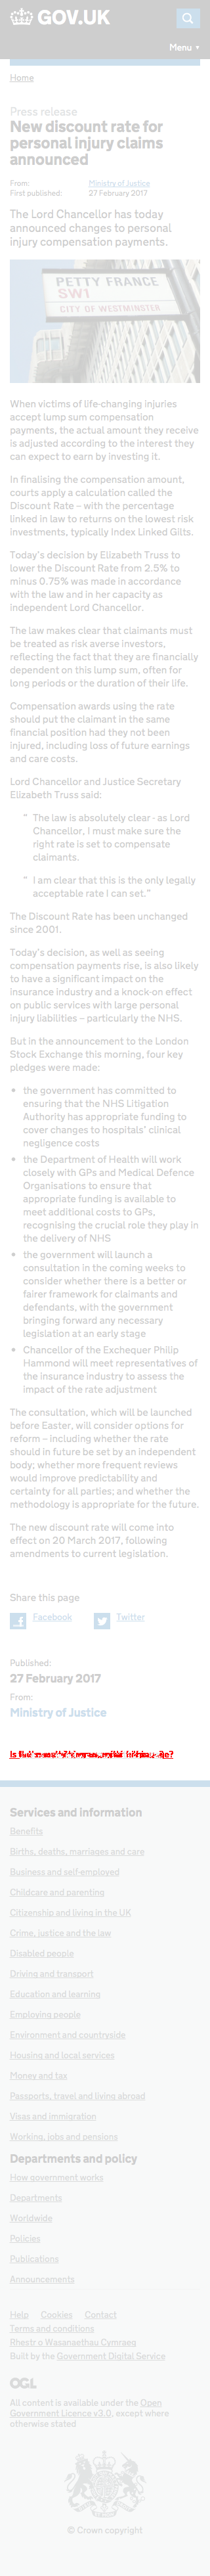 GOV.UK
Menu
Home
Press release
New discount rate for
personal injury claims
announced
From: Ministry of Justice
First published: 27 February 2017
The Lord Chancellor has today
announced changes to personal
injury compensation payments.
PETTY FRANCE
SW1
CITY OF WESTMINSTER
When victims of life-changing injuries
accept lump sum compensation
payments, the actual amount they receive
is adjusted according to the interest they
can expect to earn by investing it.
In finalising the compensation amount,
courts apply a calculation called the
Discount Rate – with the percentage
linked in law to returns on the lowest risk
investments, typically Index Linked Gilts.
Today's decision by Elizabeth Truss to
lower the Discount Rate from 2.5% to
minus 0.75% was made in accordance
with the law and in her capacity as
independent Lord Chancellor.
The law makes clear that claimants must
be treated as risk averse investors,
reflecting the fact that they are financially
dependent on this lump sum, often for
long periods or the duration of their life.
Compensation awards using the rate
should put the claimant in the same
financial position had they not been
injured, including loss of future earnings
and care costs.
Lord Chancellor and Justice Secretary
Elizabeth Truss said:
“ The law is absolutely clear - as Lord
Chancellor, I must make sure the
right rate is set to compensate
claimants.
“ I am clear that this is the only legally
acceptable rate I can set.”
The Discount Rate has been unchanged
since 2001.
Today's decision, as well as seeing
compensation payments rise, is also likely
to have a significant impact on the
insurance industry and a knock-on effect
on public services with large personal
injury liabilities – particularly the NHS.
But in the announcement to the London
Stock Exchange this morning, four key
pledges were made:
• the government has committed to
ensuring that the NHS Litigation
Authority has appropriate funding to
cover changes to hospitals' clinical
negligence costs
• the Department of Health will work
closely with GPs and Medical Defence
Organisations to ensure that
appropriate funding is available to
meet additional costs to GPs,
recognising the crucial role they play in
the delivery of NHS
• the government will launch a
consultation in the coming weeks to
consider whether there is a better or
fairer framework for claimants and
defendants, with the government
bringing forward any necessary
legislation at an early stage
• Chancellor of the Exchequer Philip
Hammond will meet representatives of
the insurance industry to assess the
impact of the rate adjustment
The consultation, which will be launched
before Easter, will consider options for
reform – including whether the rate
should in future be set by an independent
body; whether more frequent reviews
would improve predictability and
certainty for all parties; and whether the
methodology is appropriate for the future.
The new discount rate will come into
effect on 20 March 2017, following
amendments to current legislation.
Share this page
Facebook Twitter
Published:
27 February 2017
From:
Ministry of Justice
Services and information
Benefits
Births, deaths, marriages and care
Business and self-employed
Childcare and parenting
Citizenship and living in the UK
Crime, justice and the law
Disabled people
Driving and transport
Education and learning
Employing people
Environment and countryside
Housing and local services
Money and tax
Passports, travel and living abroad
Visas and immigration
Working, jobs and pensions
Departments and policy
How government works
Departments
Worldwide
Policies
Publications
Announcements
Help Cookies Contact
Terms and conditions
Rhestr o Wasanaethau Cymraeg
Built by the Government Digital Service
OGL
All content is available under the Open
Government Licence v3.0, except where
otherwise stated
© Crown copyright